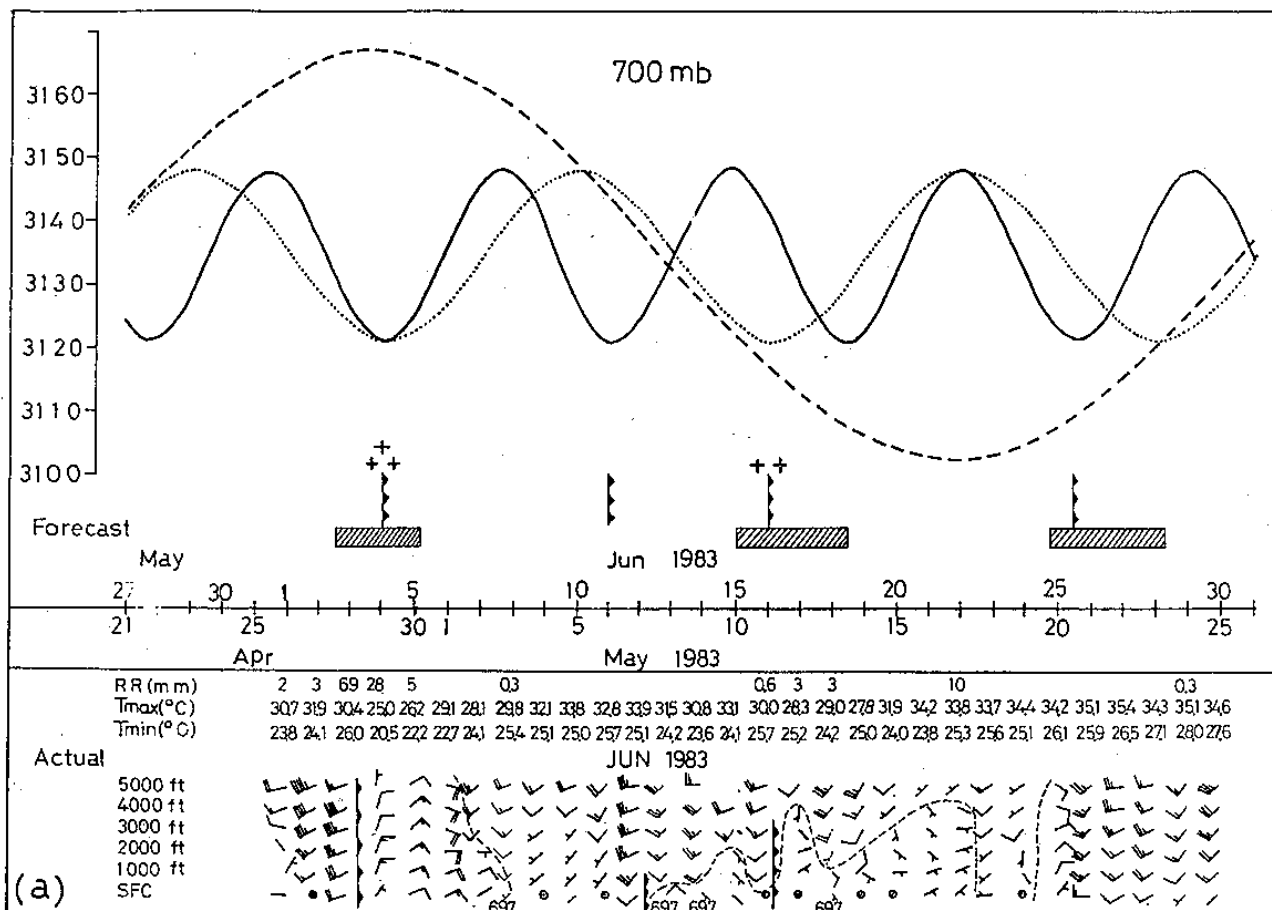 700 mb
3160
3150
3140
3130
3120
3110
3100
Forecast
May Jun 1983
27 30 1 5 10 15 20 25 30
21 25 30 1 5 10 15 20 25
Apr May 1983
RR (mm) 2 3 69 28 5 0,3 0,6 3 3 10 0,3
Tmax(°C) 30,7 31,9 30,4 25,0 26,2 29,1 28,1 29,8 32,1 33,8 32,8 33,9 31,5 30,8 33,1 30,0 28,3 29,0 27,8 31,9 34,2 33,8 33,7 34,4 34,2 35,1 35,4 34,3 35,1 34,6
Tmin(°C) 23,8 24,1 26,0 20,5 22,2 22,7 24,1 25,4 25,1 25,0 25,7 25,1 24,2 23,6 24,1 25,7 25,2 24,2 25,0 24,0 23,8 25,3 25,6 25,1 26,1 25,9 26,5 27,1 28,0 27,6
Actual JUN 1983
5000 ft
4000 ft
3000 ft
2000 ft
1000 ft
(a) SFC
697 697 697 697